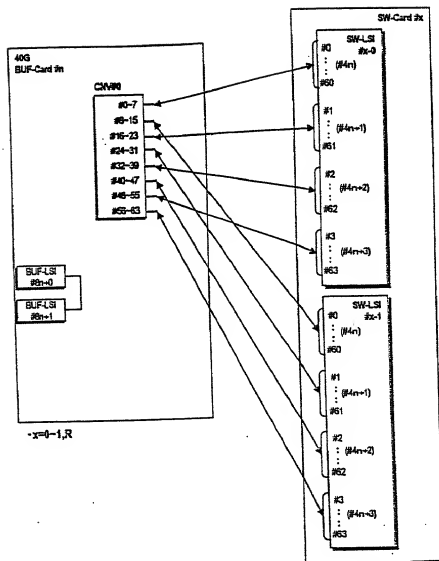 40G
BUF-Card #n
CNV#0
#0-7
#8-15
#16-23
#24-31
#32-39
#40-47
#48-55
#56-63
BUF-LSI
#8n+0
BUF-LSI
#8n+1
·x=0~1,R
SW-Card #x
SW-LSI
#x-0
#0
(#4n)
#60
#1
(#4n+1)
#61
#2
(#4n+2)
#62
#3
(#4n+3)
#63
SW-LSI
#x-1
#0
(#4n)
#60
#1
(#4n+1)
#61
#2
(#4n+2)
#62
#3
(#4n+3)
#63